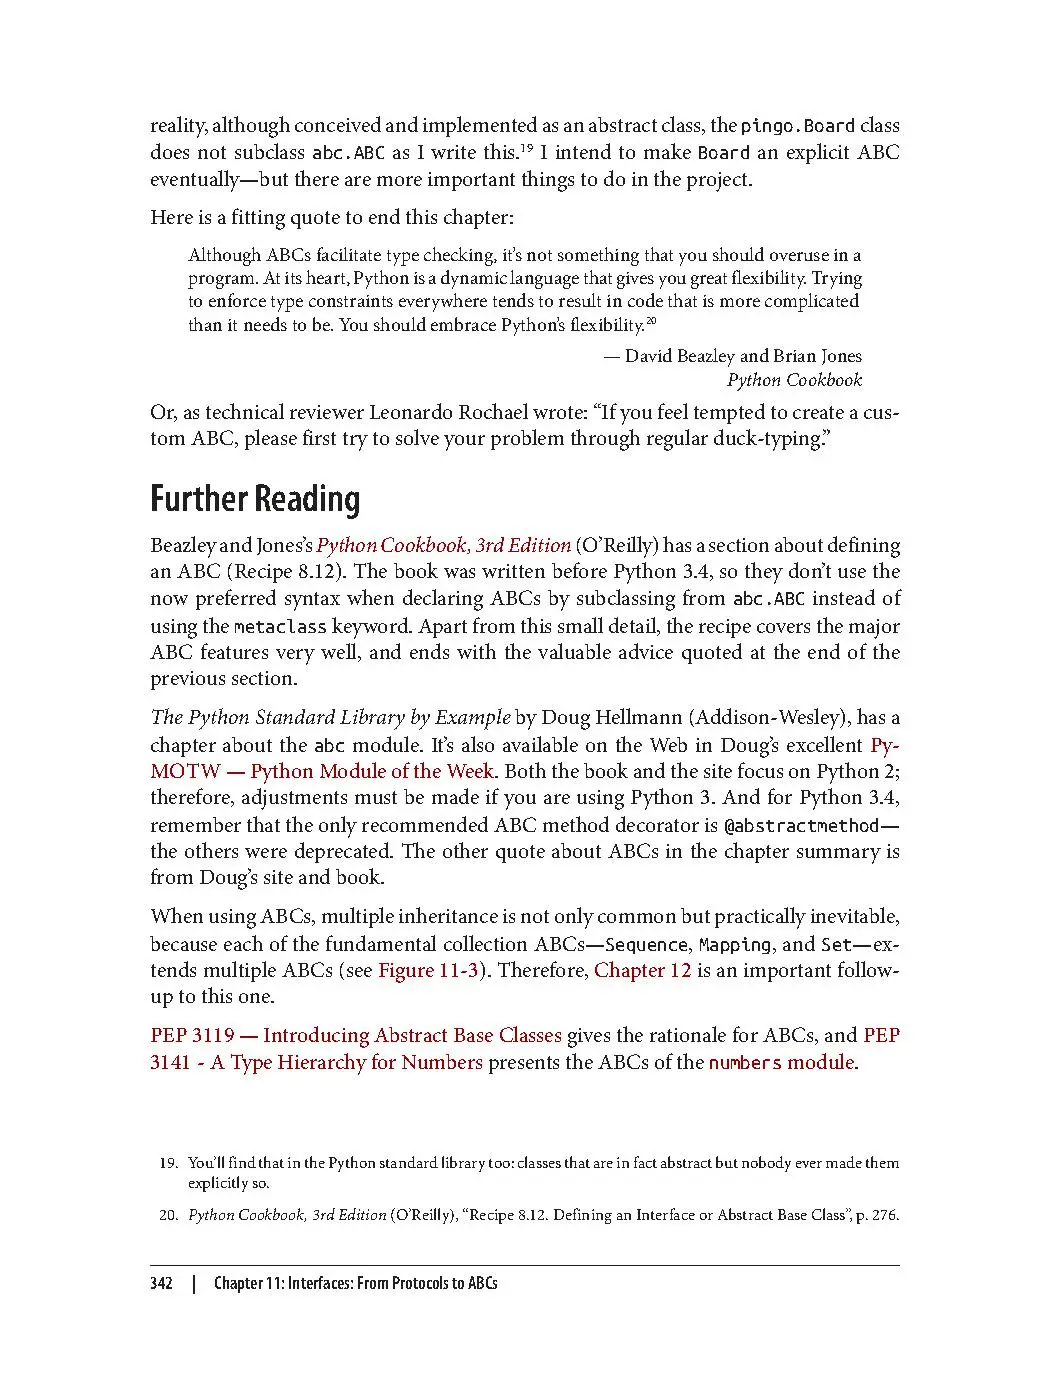 reality, although conceived and implemented as an abstract class, the pingo.Board class
does not subclass abc.ABC as I write this.19 I intend to make Board an explicit ABC
eventually—but there are more important things to do in the project.
Here is a fitting quote to end this chapter:
Although ABCs facilitate type checking, it’s not something that you should overuse in a
program. At its heart, Python is a dynamic language that gives you great flexibility. Trying
to enforce type constraints everywhere tends to result in code that is more complicated
than it needs to be. You should embrace Python’s flexibility.20
— David Beazley and Brian Jones
Python Cookbook
Or, as technical reviewer Leonardo Rochael wrote: “If you feel tempted to create a cus-
tom ABC, please first try to solve your problem through regular duck-typing.”
Further Reading
Beazley and Jones’s Python Cookbook, 3rd Edition (O’Reilly) has a section about defining
an ABC (Recipe 8.12). The book was written before Python 3.4, so they don’t use the
now preferred syntax when declaring ABCs by subclassing from abc.ABC instead of
using the metaclass keyword. Apart from this small detail, the recipe covers the major
ABC features very well, and ends with the valuable advice quoted at the end of the
previous section.
The Python Standard Library by Example by Doug Hellmann (Addison-Wesley), has a
chapter about the abc module. It’s also available on the Web in Doug’s excellent Py-
MOTW — Python Module of the Week. Both the book and the site focus on Python 2;
therefore, adjustments must be made if you are using Python 3. And for Python 3.4,
remember that the only recommended ABC method decorator is @abstractmethod—
the others were deprecated. The other quote about ABCs in the chapter summary is
from Doug’s site and book.
When using ABCs, multiple inheritance is not only common but practically inevitable,
because each of the fundamental collection ABCs—Sequence, Mapping, and Set—ex-
tends multiple ABCs (see Figure 11-3). Therefore, Chapter 12 is an important follow-
up to this one.
PEP 3119 — Introducing Abstract Base Classes gives the rationale for ABCs, and PEP
3141 - A Type Hierarchy for Numbers presents the ABCs of the numbers module.
19. You’ll find that in the Python standard library too: classes that are in fact abstract but nobody ever made them
explicitly so.
20. Python Cookbook, 3rd Edition (O’Reilly), “Recipe 8.12. Defining an Interface or Abstract Base Class”, p. 276.
342 | Chapter 11: Interfaces: From Protocols to ABCs